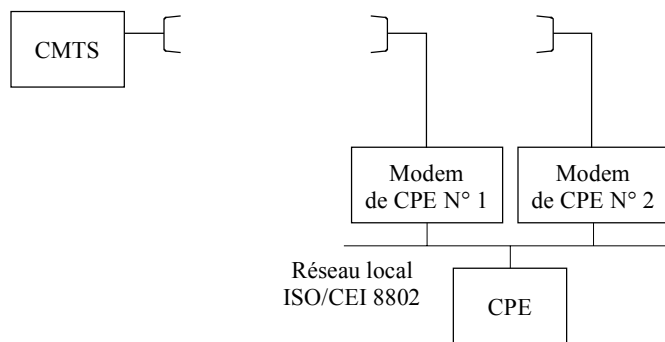 CMTS
Modem
de CPE N° 1
Modem
de CPE N° 2
Réseau local
ISO/CEI 8802
CPE